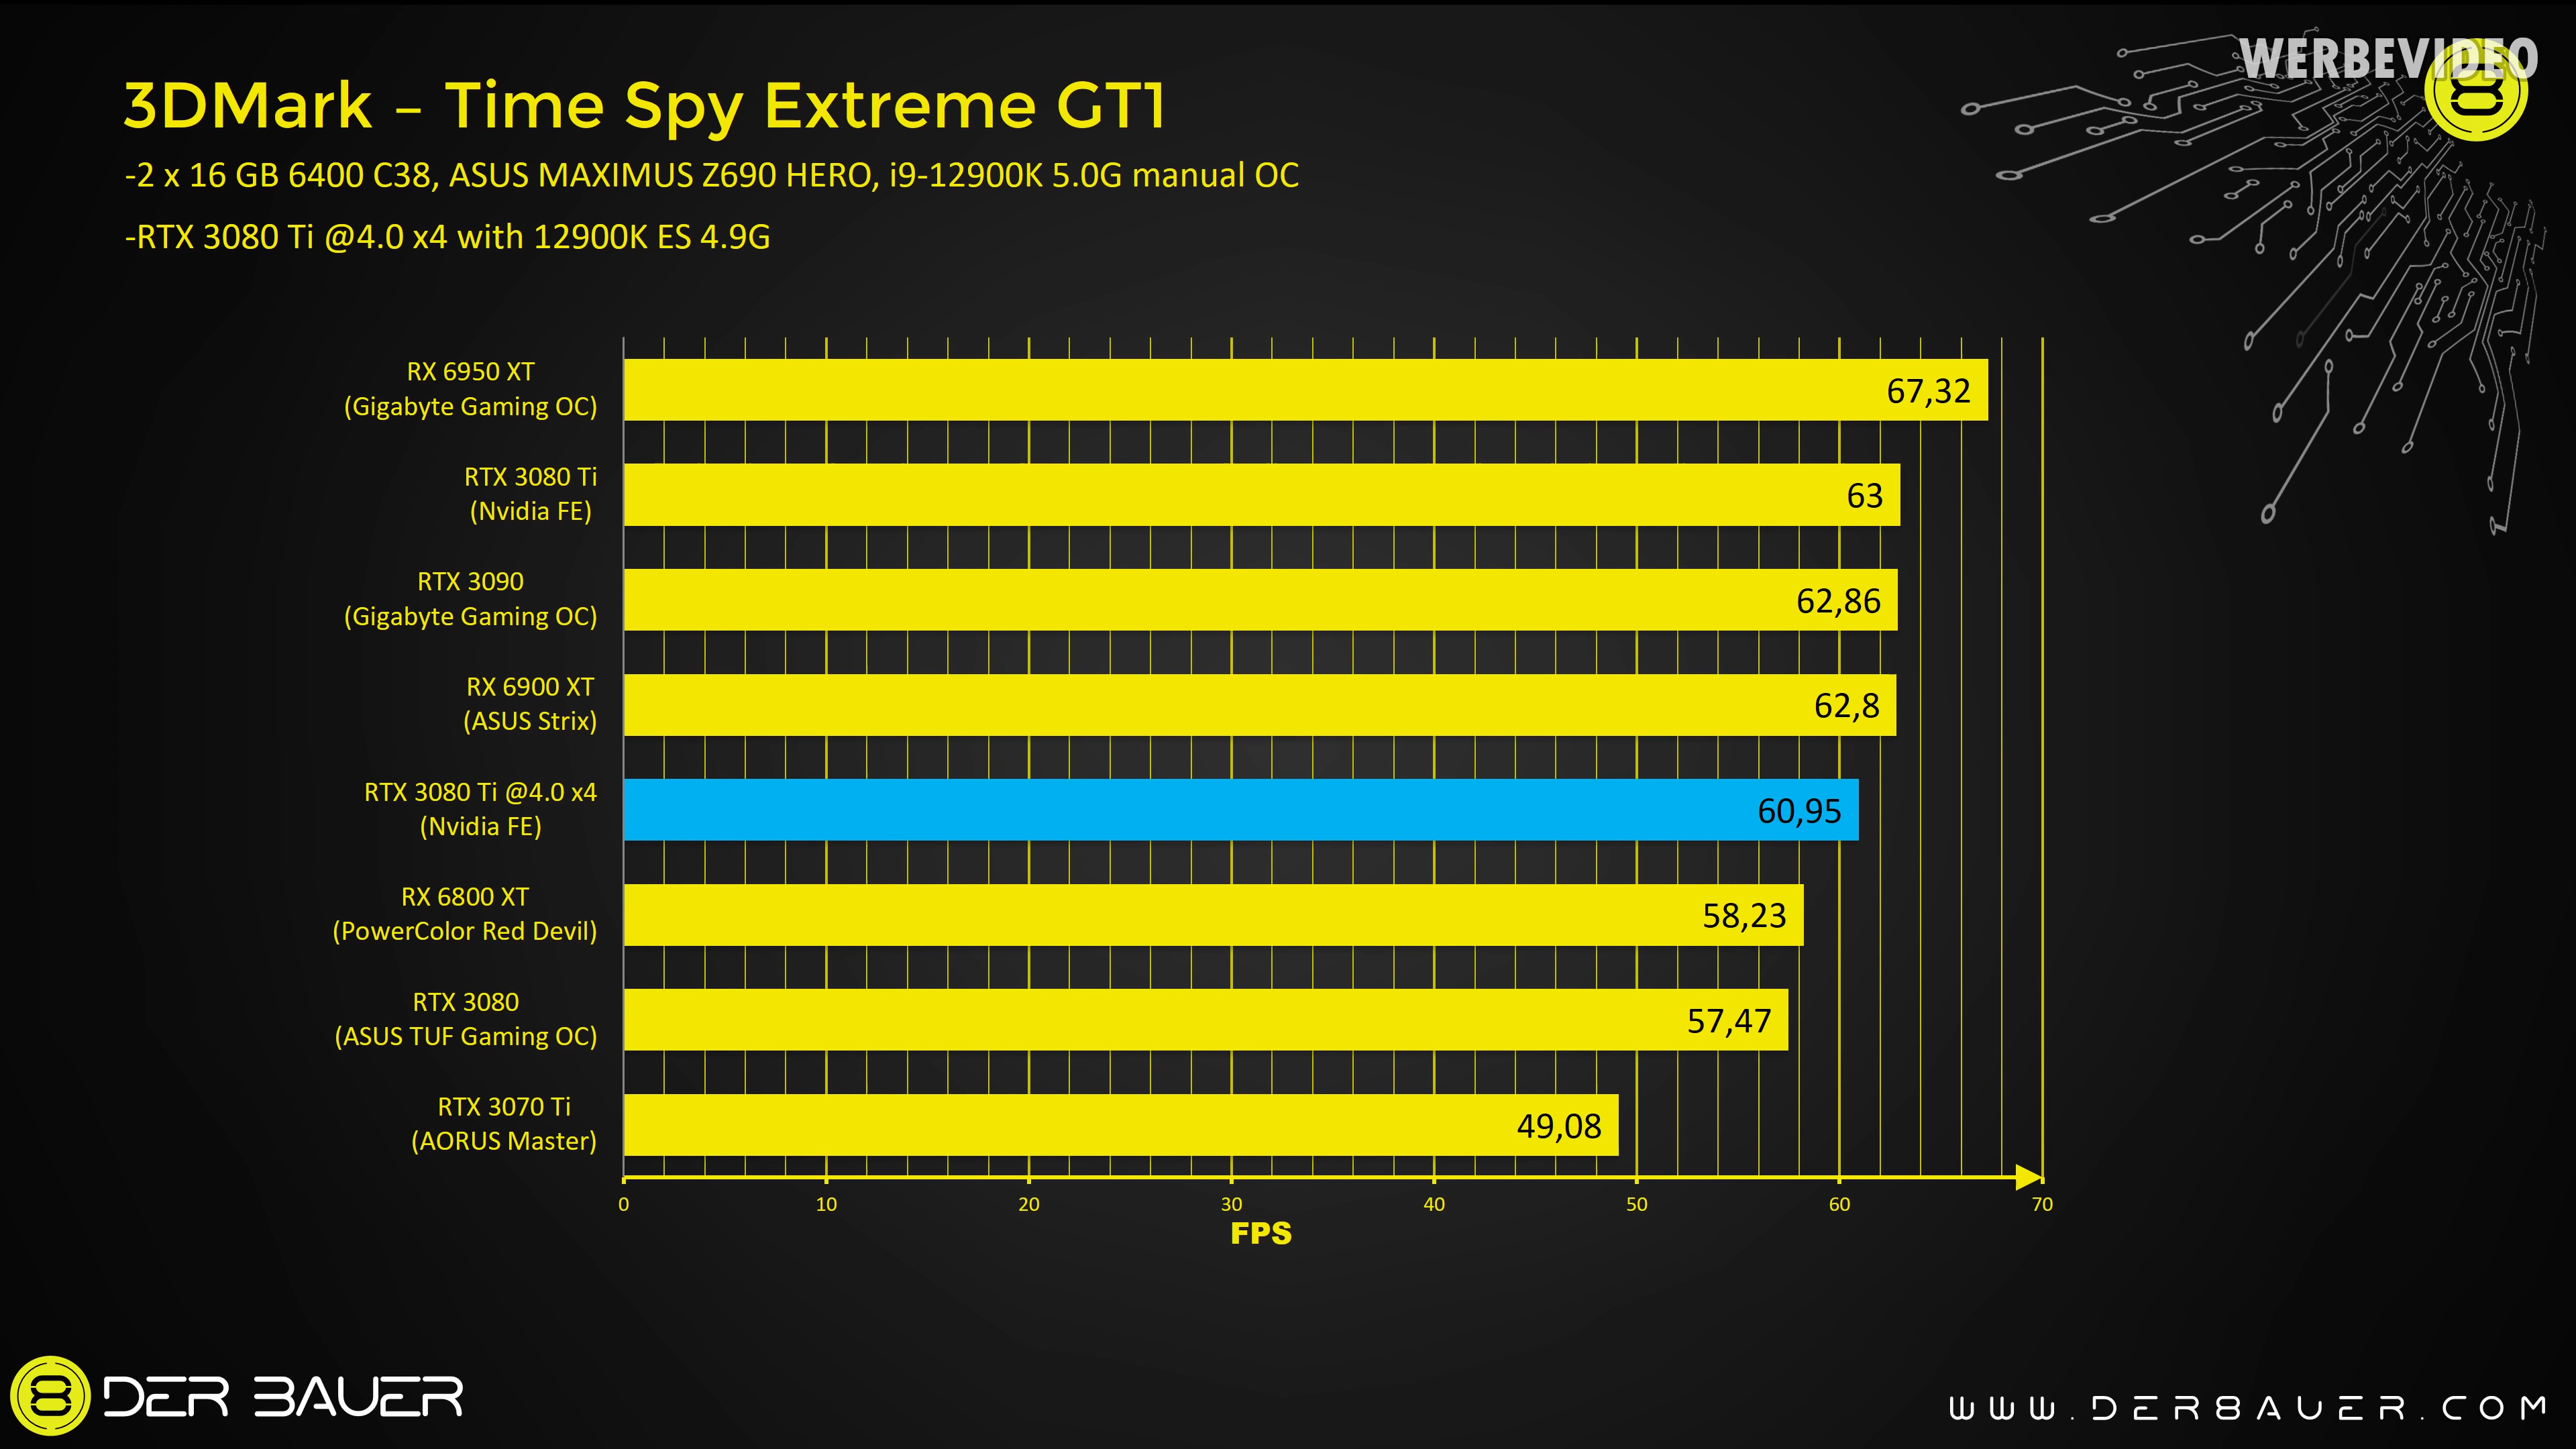 WERBEVIDEO
3DMark – Time Spy Extreme GT1
-2 x 16 GB 6400 C38, ASUS MAXIMUS Z690 HERO, i9-12900K 5.0G manual OC
-RTX 3080 Ti @4.0 x4 with 12900K ES 4.9G
RX 6950 XT
(Gigabyte Gaming OC)
67,32
RTX 3080 Ti
(Nvidia FE)
63
RTX 3090
(Gigabyte Gaming OC)
62,86
RX 6900 XT
(ASUS Strix)
62,8
RTX 3080 Ti @4.0 x4
(Nvidia FE)
60,95
RX 6800 XT
(PowerColor Red Devil)
58,23
RTX 3080
(ASUS TUF Gaming OC)
57,47
RTX 3070 Ti
(AORUS Master)
49,08
0 10 20 30 40 50 60 70
FPS
8 DER BAUER
WWW.DER8AUER.COM